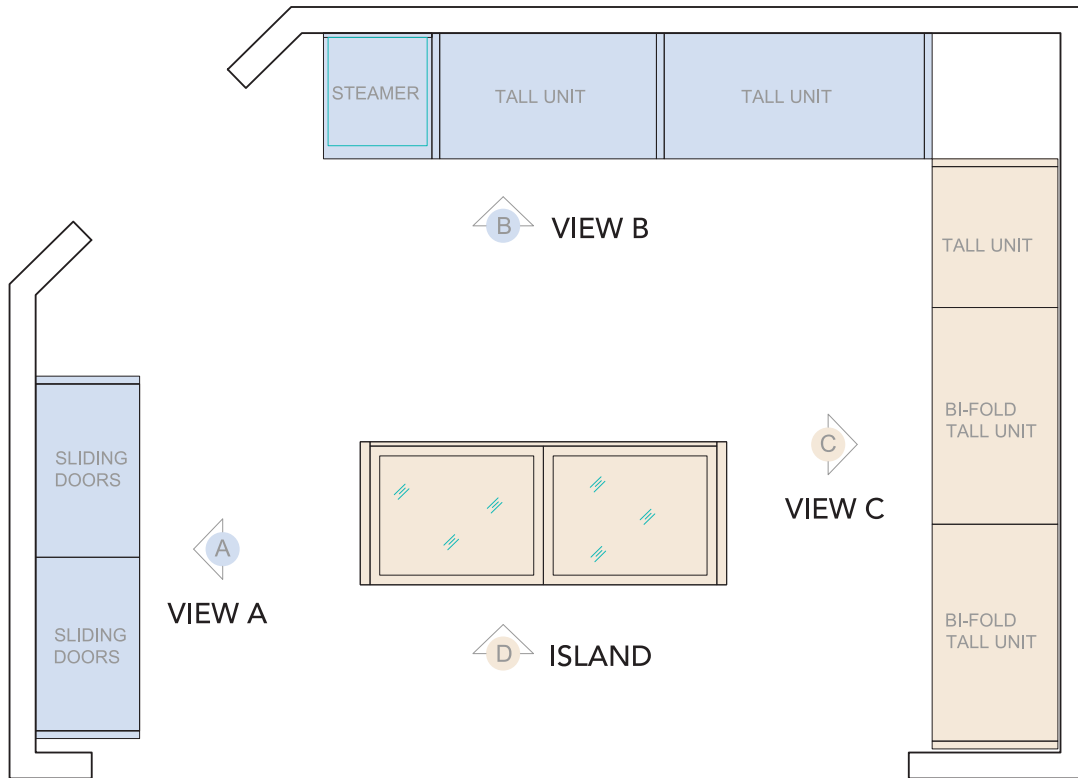 STEAMER
TALL UNIT
TALL UNIT
B
VIEW B
TALL UNIT
BI-FOLD
TALL UNIT
C
VIEW C
SLIDING
DOORS
A
VIEW A
SLIDING
DOORS
D
ISLAND
BI-FOLD
TALL UNIT